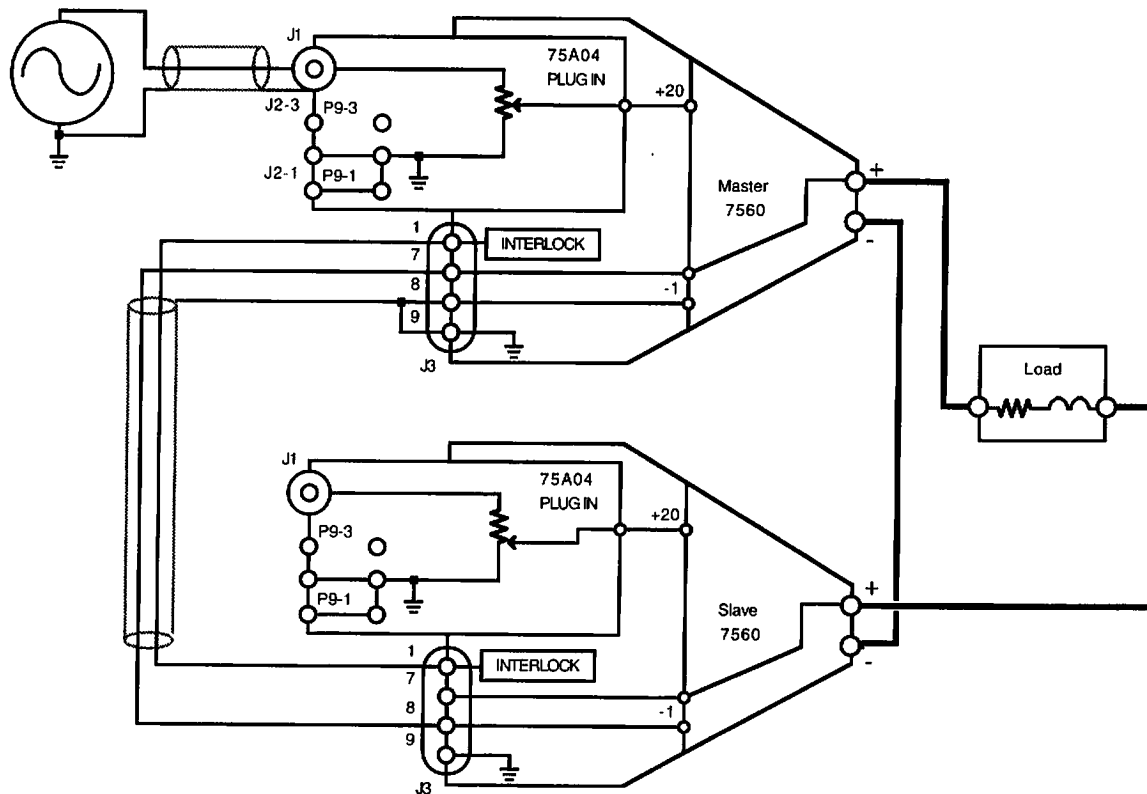 J1
75A04
PLUG IN
+20
J2-3
P9-3
J2-1
P9-1
Master
7560
+
-
1
INTERLOCK
7
8
-1
9
J3
Load
J1
75A04
PLUG IN
+20
P9-3
P9-1
Slave
7560
+
-
1
INTERLOCK
7
8
-1
9
J3